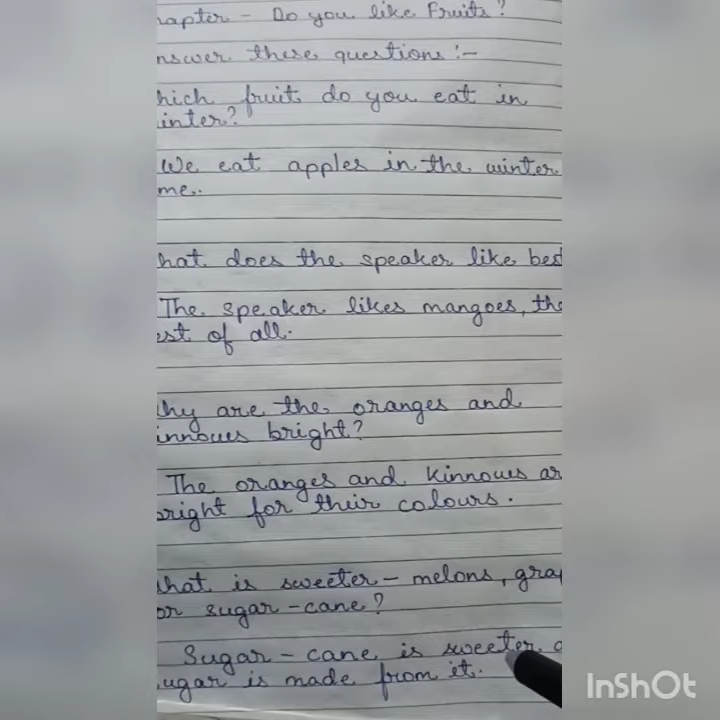 hapter - Do you like Fruits?
nswer these questions :-
hich fruit do you eat in
inter?
We eat apples in the winter
me.
hat does the speaker like bes
The speaker likes mangoes, the
est of all.
hy are the oranges and
innows bright?
The oranges and Kinnows ar
right for their colours.
hat is sweeter - melons, gra
or sugar-cane?
Sugar - cane is sweeter a
ugar is made from it.
InShOt